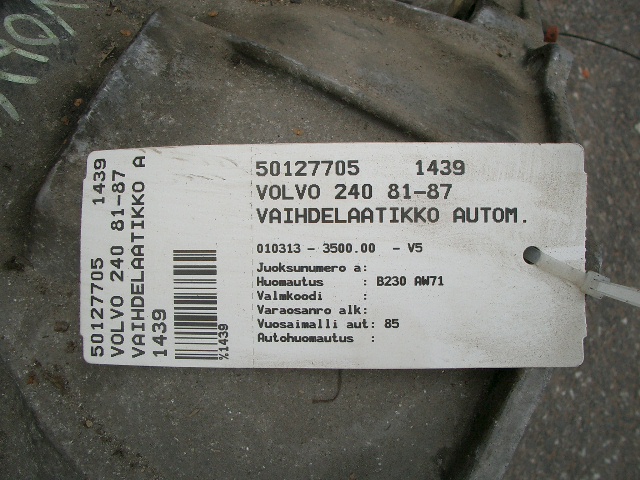 50127705 1439
VOLVO 240 81-87
VAIHDELAATIKKO A
1439
%1439
50127705 1439
VOLVO 240 81-87
VAIHDELAATIKKO AUTOM.
010313 - 3500.00 - V5
Juoksunumero a:
Huomautus : B230 AW71
Valmkoodi :
Varaosanro alk:
Vuosaimalli aut: 85
Autohuomautus :